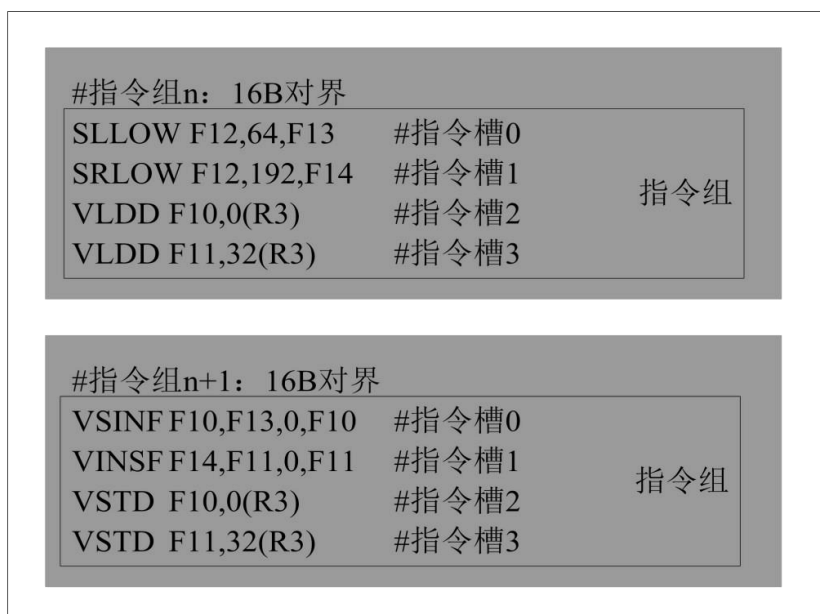 #指令组n：16B对界
SLLOW F12,64,F13 #指令槽0
SRLOW F12,192,F14 #指令槽1
VLDD F10,0(R3) #指令槽2
VLDD F11,32(R3) #指令槽3
指令组
#指令组n+1：16B对界
VSINF F10,F13,0,F10 #指令槽0
VINSF F14,F11,0,F11 #指令槽1
VSTD F10,0(R3) #指令槽2
VSTD F11,32(R3) #指令槽3
指令组